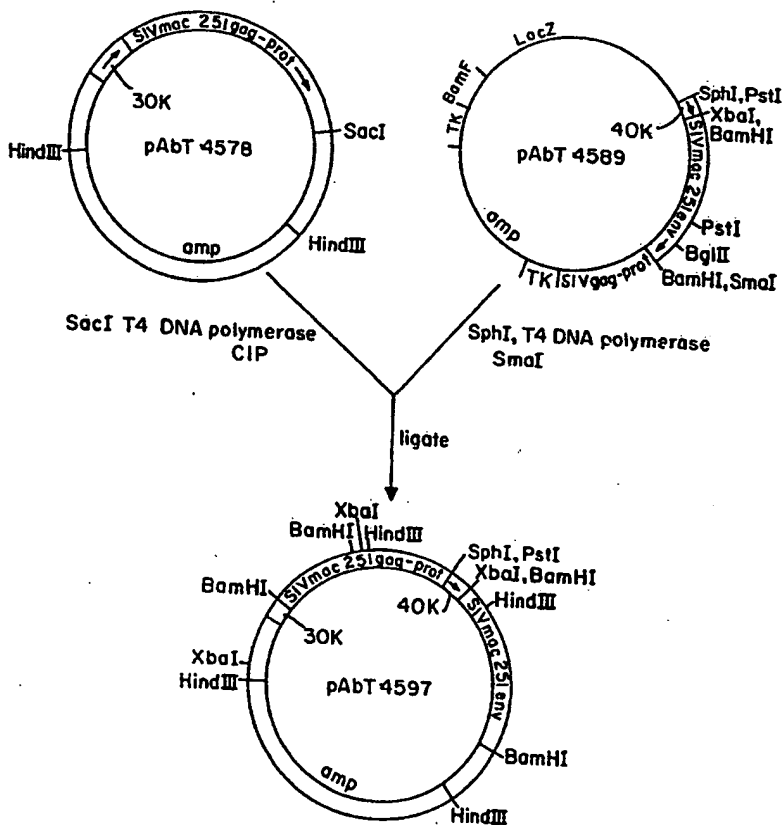 SIVmac 251gag-prot
30K
SacI
HindIII
pAbT 4578
amp
HindIII
LacZ
BamF
TK
SphI, PstI
40K
XbaI,
BamHI
SIVmac 251env
pAbT 4589
PstI
BglII
BamHI, SmaI
SIVgag-prot
TK
amp
SacI T4 DNA polymerase
CIP
SphI, T4 DNA polymerase
SmaI
ligate
XbaI
BamHI
HindIII
SIVmac 251gag-prot
SphI, PstI
XbaI, BamHI
40K
HindIII
BamHI
30K
XbaI
HindIII
pAbT 4597
SIVmac 251env
BamHI
amp
HindIII